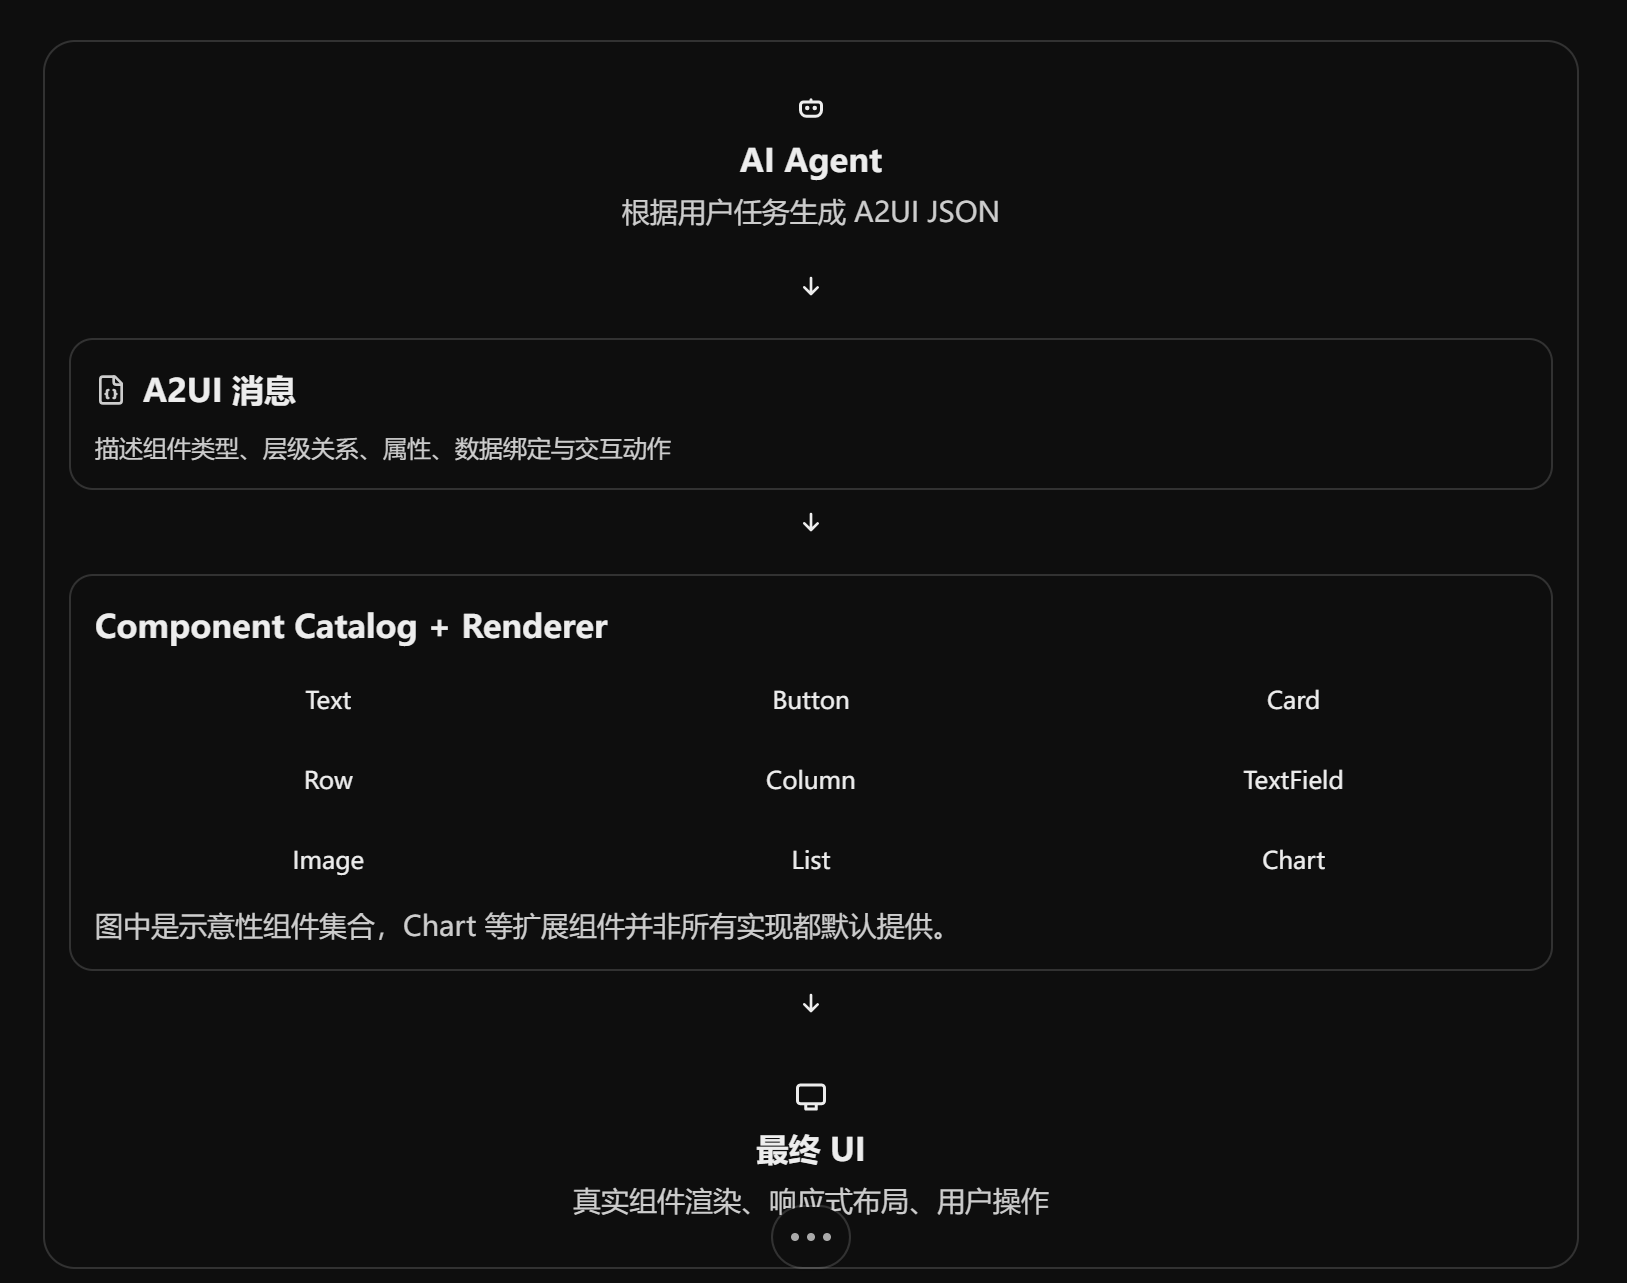 AI Agent
根据用户任务生成 A2UI JSON
A2UI 消息
描述组件类型、层级关系、属性、数据绑定与交互动作
Component Catalog + Renderer
Text Button Card
Row Column TextField
Image List Chart
图中是示意性组件集合，Chart 等扩展组件并非所有实现都默认提供。
最终 UI
真实组件渲染、响应式布局、用户操作